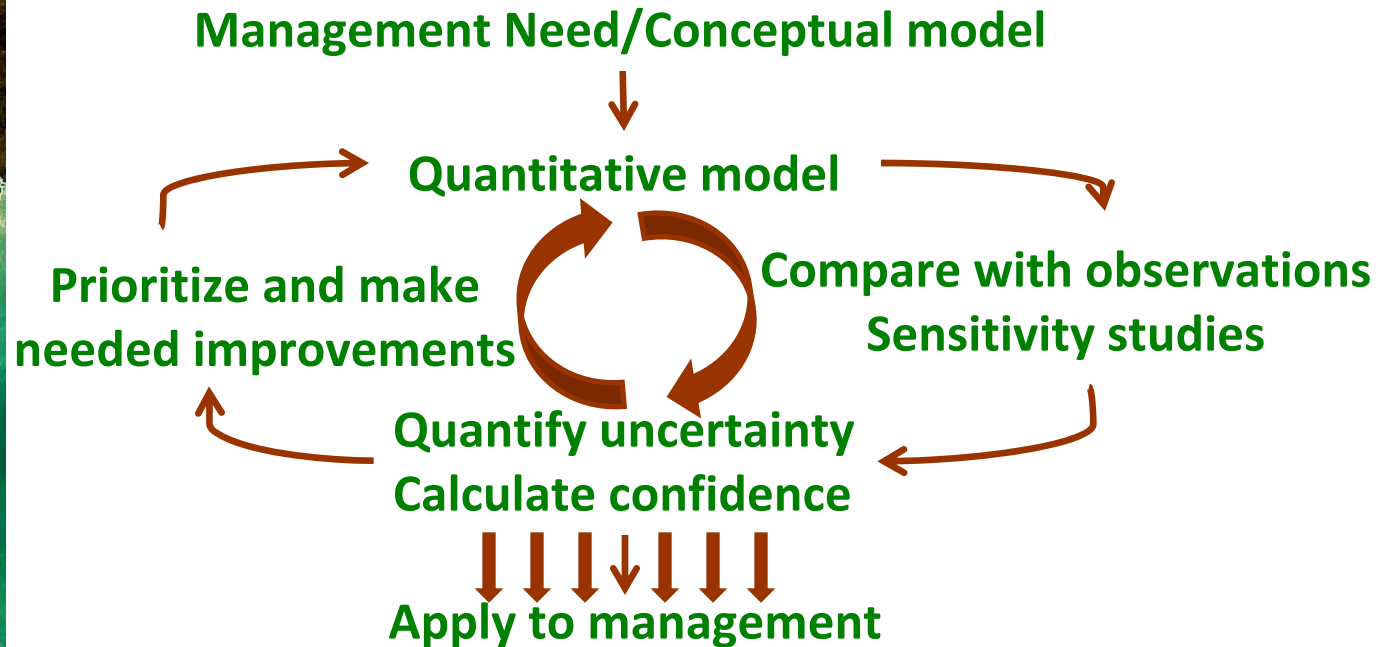 Management Need/Conceptual model
Quantitative model
Compare with observations
Sensitivity studies
Prioritize and make
needed improvements
Quantify uncertainty
Calculate confidence
Apply to management